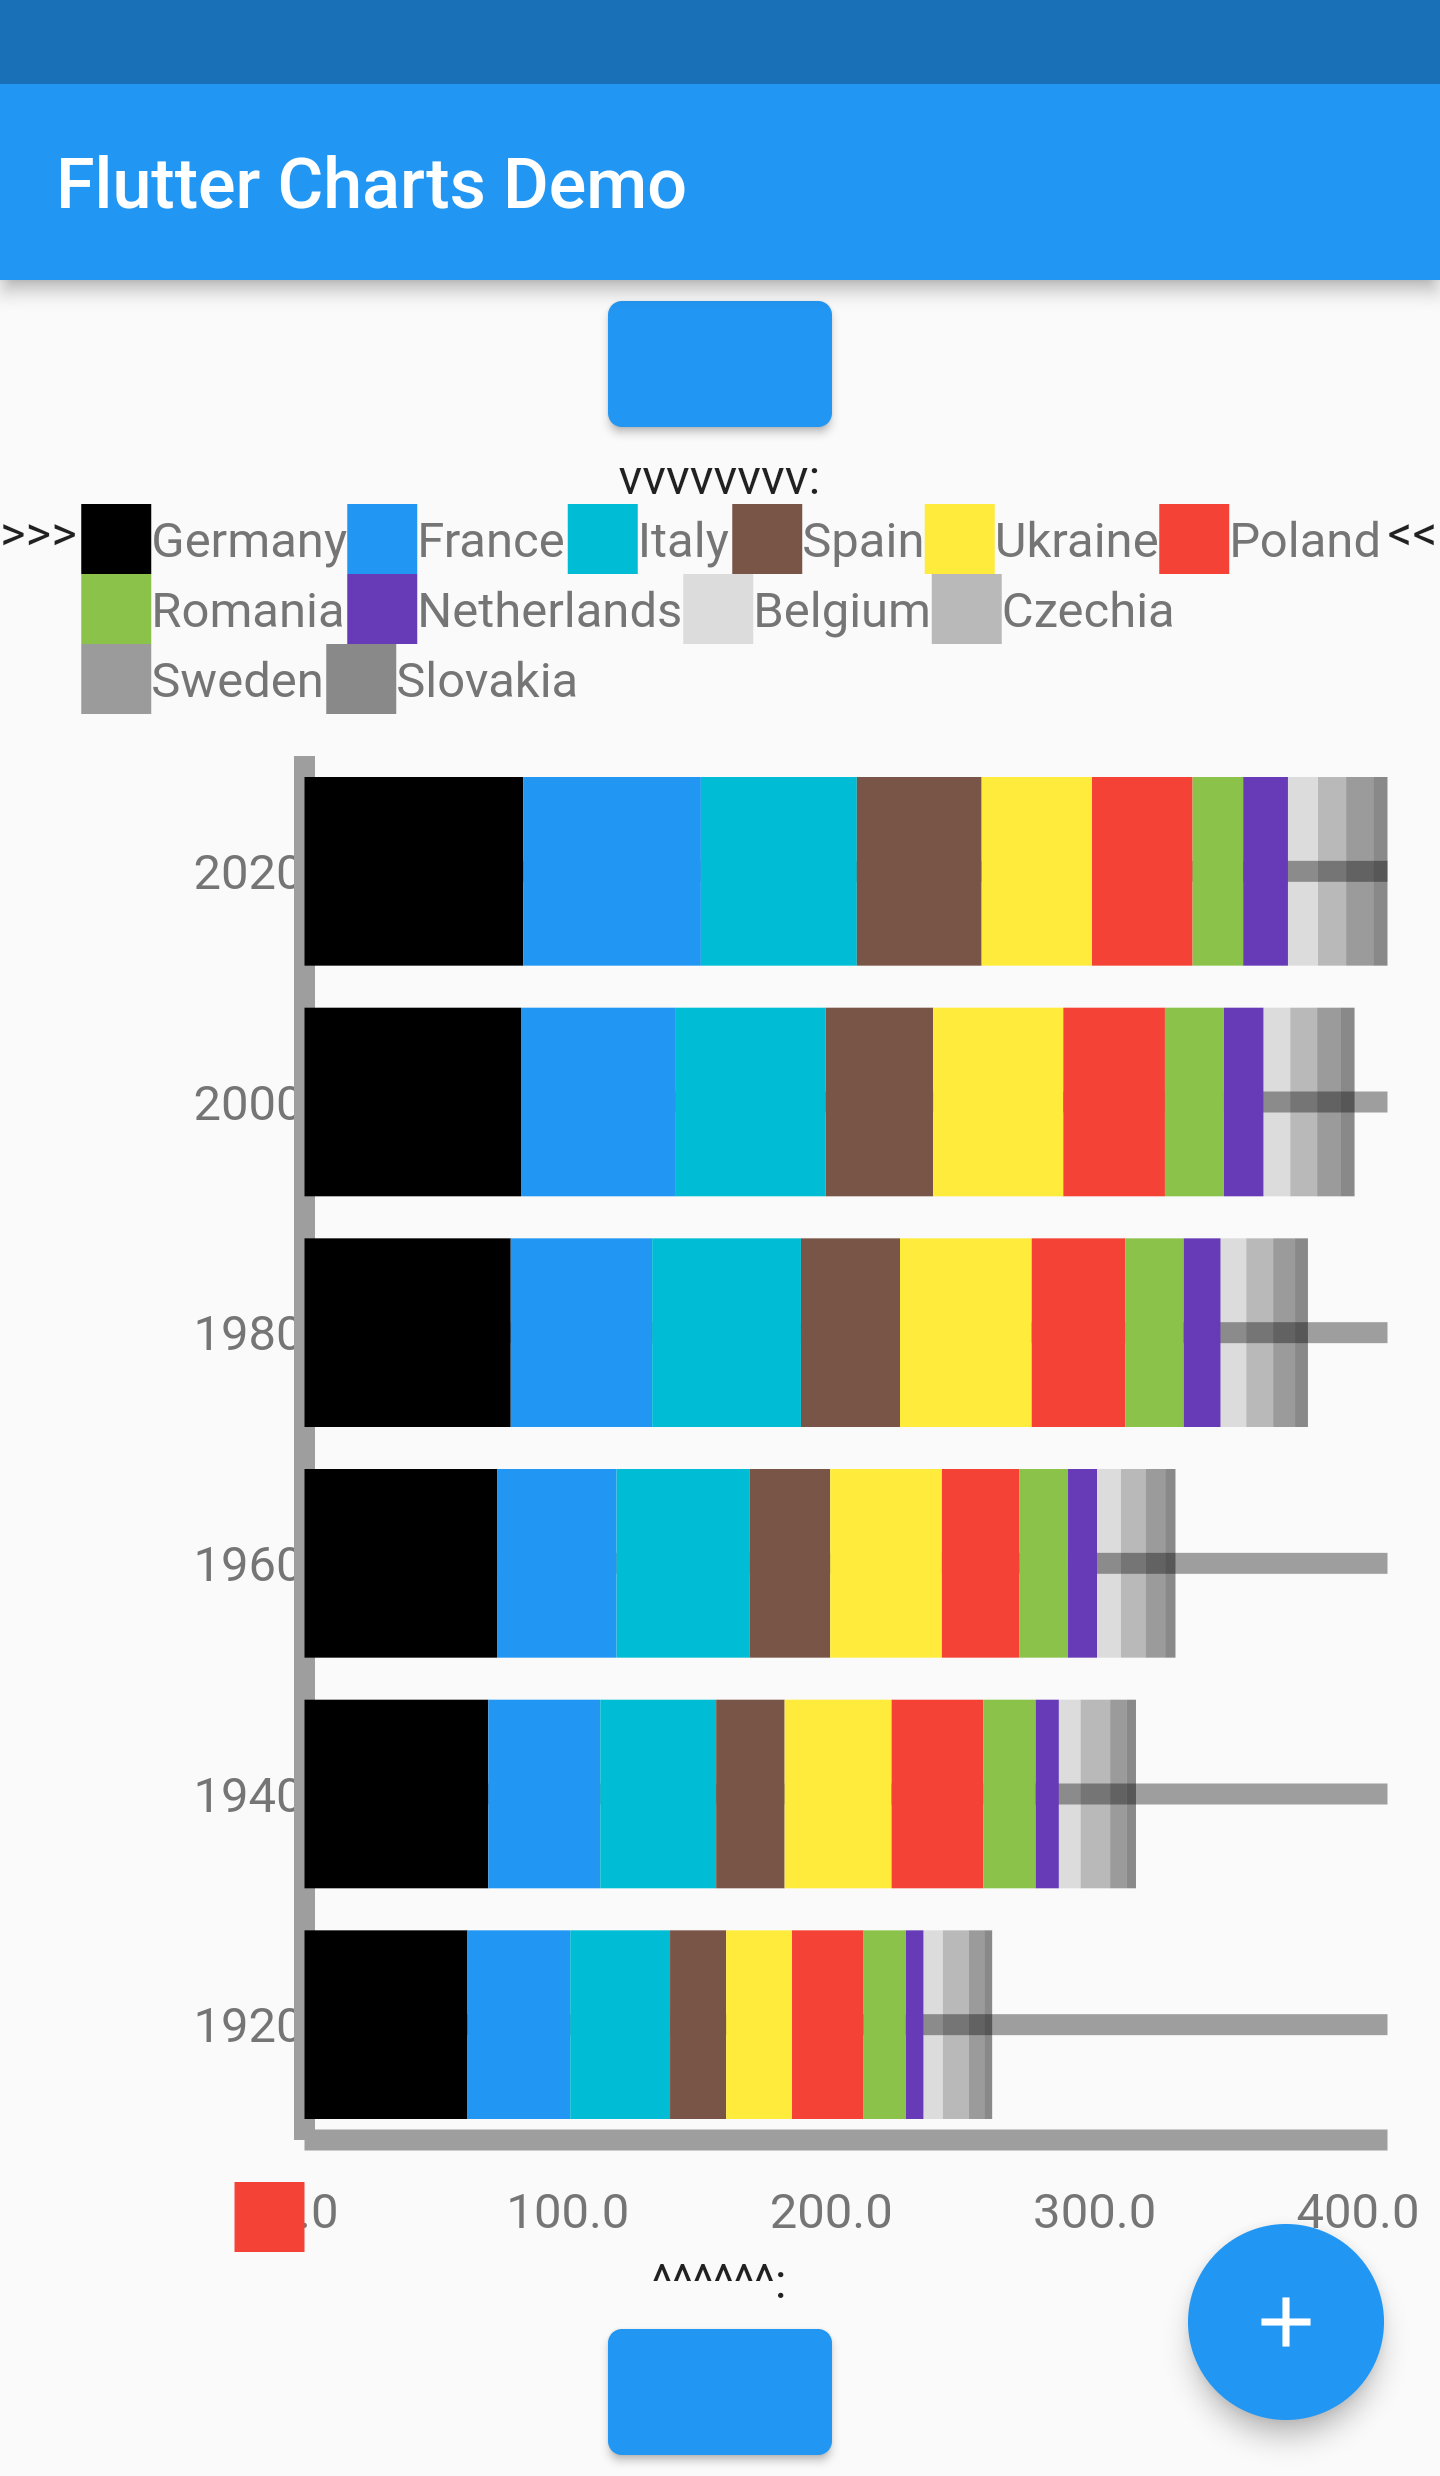 Flutter Charts Demo
vvvvvvvv:
>>> Germany France Italy Spain Ukraine Poland <<
Romania Netherlands Belgium Czechia
Sweden Slovakia
2020
2000
1980
1960
1940
1920
.0 100.0 200.0 300.0 400.0
^^^^^^:
+